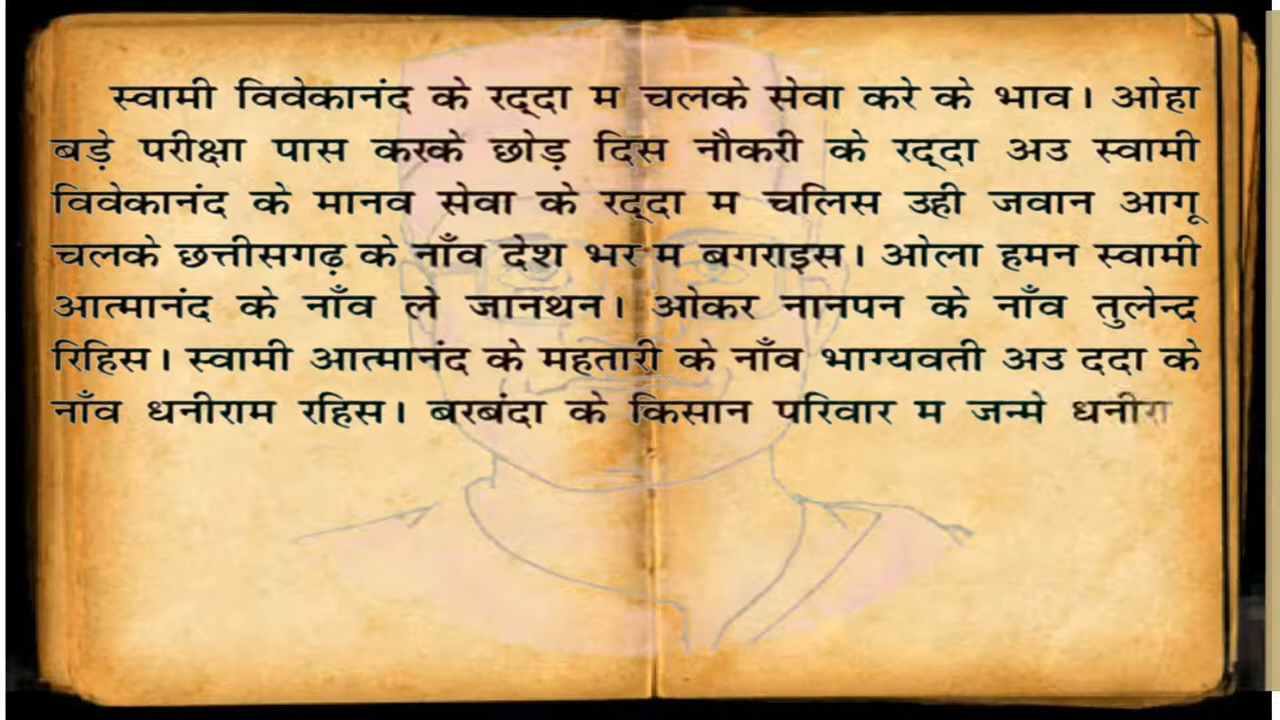 स्वामी विवेकानंद के रद्‌दा म चलके सेवा करे के भाव। ओहा
बड़े परीक्षा पास करके छोड़ दिस नौकरी के रद्‌दा अउ स्वामी
विवेकानंद के मानव सेवा के रद्‌दा म चलिस उही जवान आगू
चलके छत्तीसगढ़ के नाँव देश भर म बगराइस। ओला हमन स्वामी
आत्मानंद के नाँव ले जानथन। ओकर नानपन के नाँव तुलेन्द्र
रिहिस। स्वामी आत्मानंद के महतारी के नाँव भाग्यवती अउ ददा के
नाँव धनीराम रहिस। बरबंदा के किसान परिवार म जन्मे धनीरा